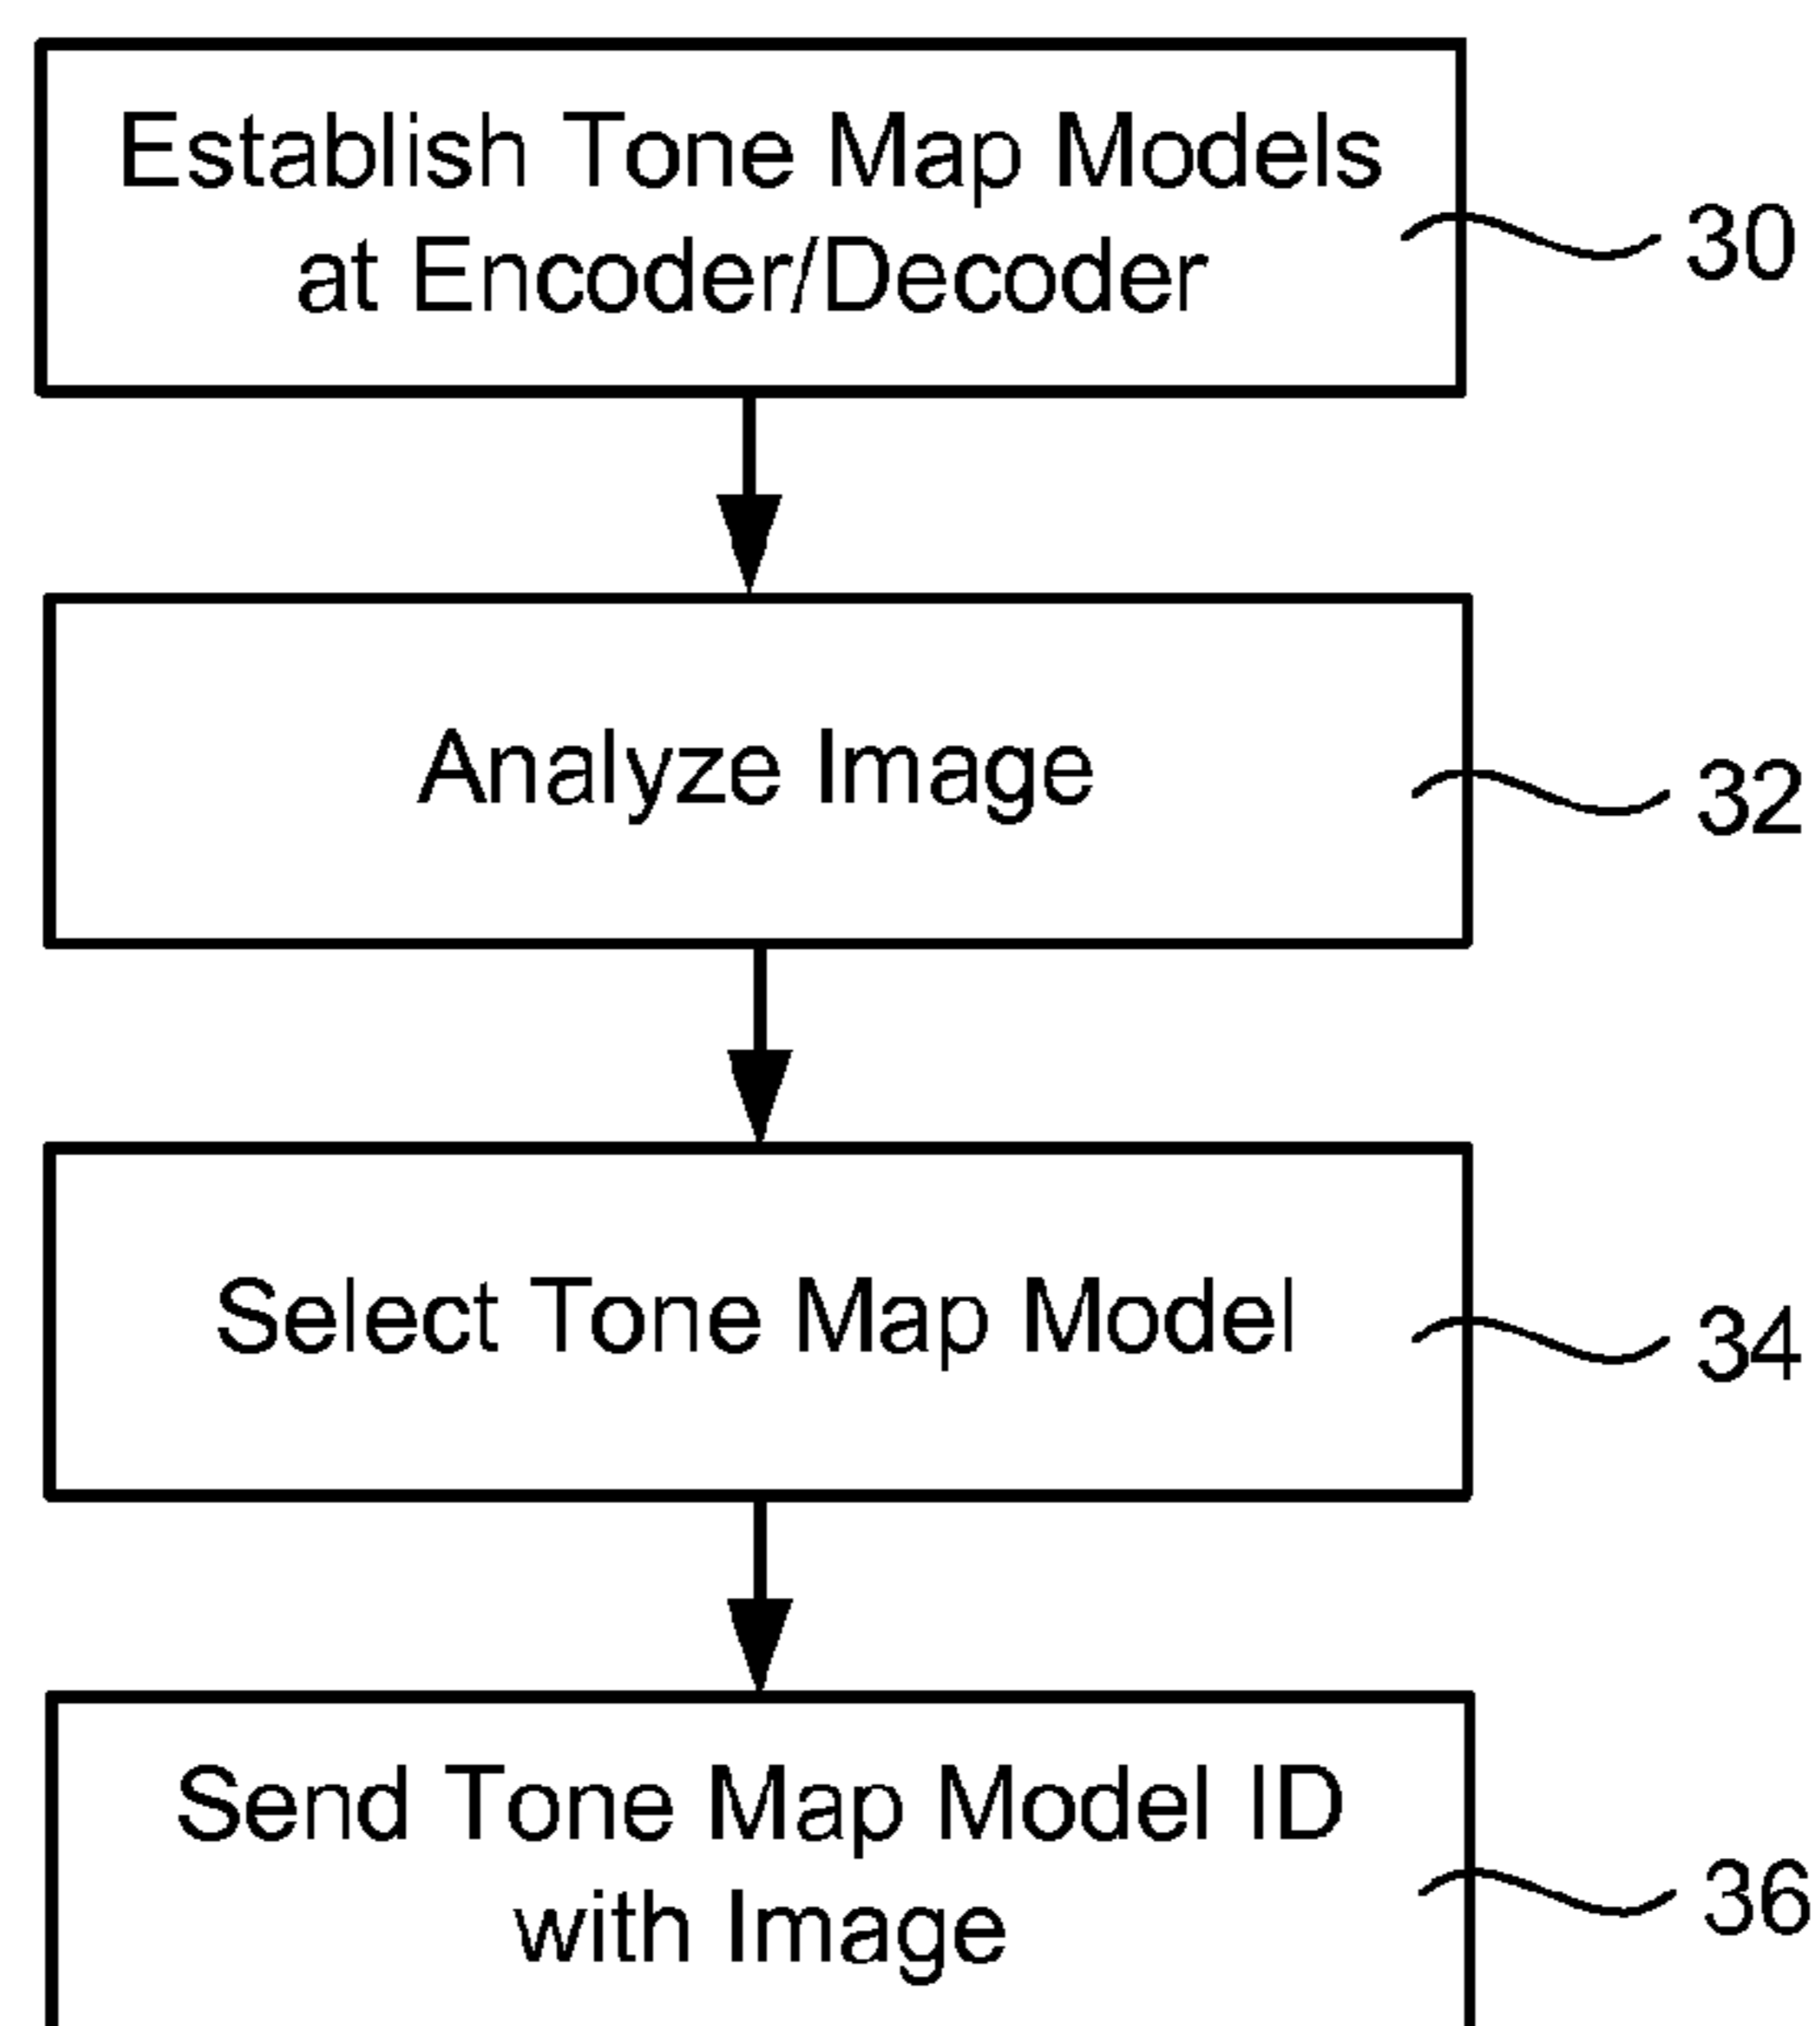 Establish Tone Map Models
at Encoder/Decoder
30
Analyze Image
32
Select Tone Map Model
34
Send Tone Map Model ID
with Image
36